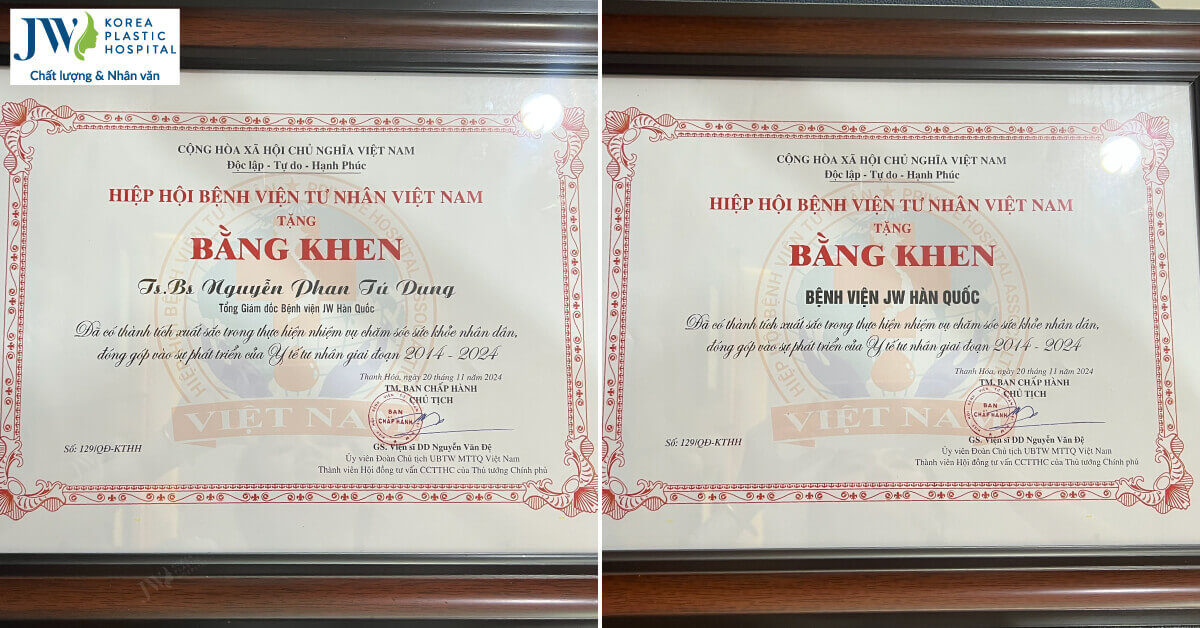 JW KOREA
PLASTIC
HOSPITAL
Chất lượng & Nhân văn
CỘNG HÒA XÃ HỘI CHỦ NGHĨA VIỆT NAM
Độc lập - Tự do - Hạnh Phúc
HIỆP HỘI BỆNH VIỆN TƯ NHÂN VIỆT NAM
TẶNG
BẰNG KHEN
Ts.Bs Nguyễn Phan Tú Dung
Tổng Giám đốc Bệnh viện JW Hàn Quốc
Đã có thành tích xuất sắc trong thực hiện nhiệm vụ chăm sóc sức khỏe nhân dân,
đóng góp vào sự phát triển của Y tế tư nhân giai đoạn 2014 - 2024
Thanh Hóa, ngày 20 tháng 11 năm 2024
TM. BAN CHẤP HÀNH
CHỦ TỊCH
BAN
CHẤP HÀNH
VIỆT NAM
Số: 129/QĐ-KTHH
GS. Viện sĩ DD Nguyễn Văn Đệ
Ủy viên Đoàn Chủ tịch UBTW MTTQ Việt Nam
Thành viên Hội đồng tư vấn CCTTHC của Thủ tướng Chính phủ
JW
CỘNG HÒA XÃ HỘI CHỦ NGHĨA VIỆT NAM
Độc lập - Tự do - Hạnh Phúc
HIỆP HỘI BỆNH VIỆN TƯ NHÂN VIỆT NAM
TẶNG
BẰNG KHEN
BỆNH VIỆN JW HÀN QUỐC
Đã có thành tích xuất sắc trong thực hiện nhiệm vụ chăm sóc sức khỏe nhân dân,
đóng góp vào sự phát triển của Y tế tư nhân giai đoạn 2014 - 2024
Thanh Hóa, ngày 20 tháng 11 năm 2024
TM. BAN CHẤP HÀNH
CHỦ TỊCH
BAN
CHẤP HÀNH
VIỆT NAM
Số: 129/QĐ-KTHH
GS. Viện sĩ DD Nguyễn Văn Đệ
Ủy viên Đoàn Chủ tịch UBTW MTTQ Việt Nam
Thành viên Hội đồng tư vấn CCTTHC của Thủ tướng Chính phủ